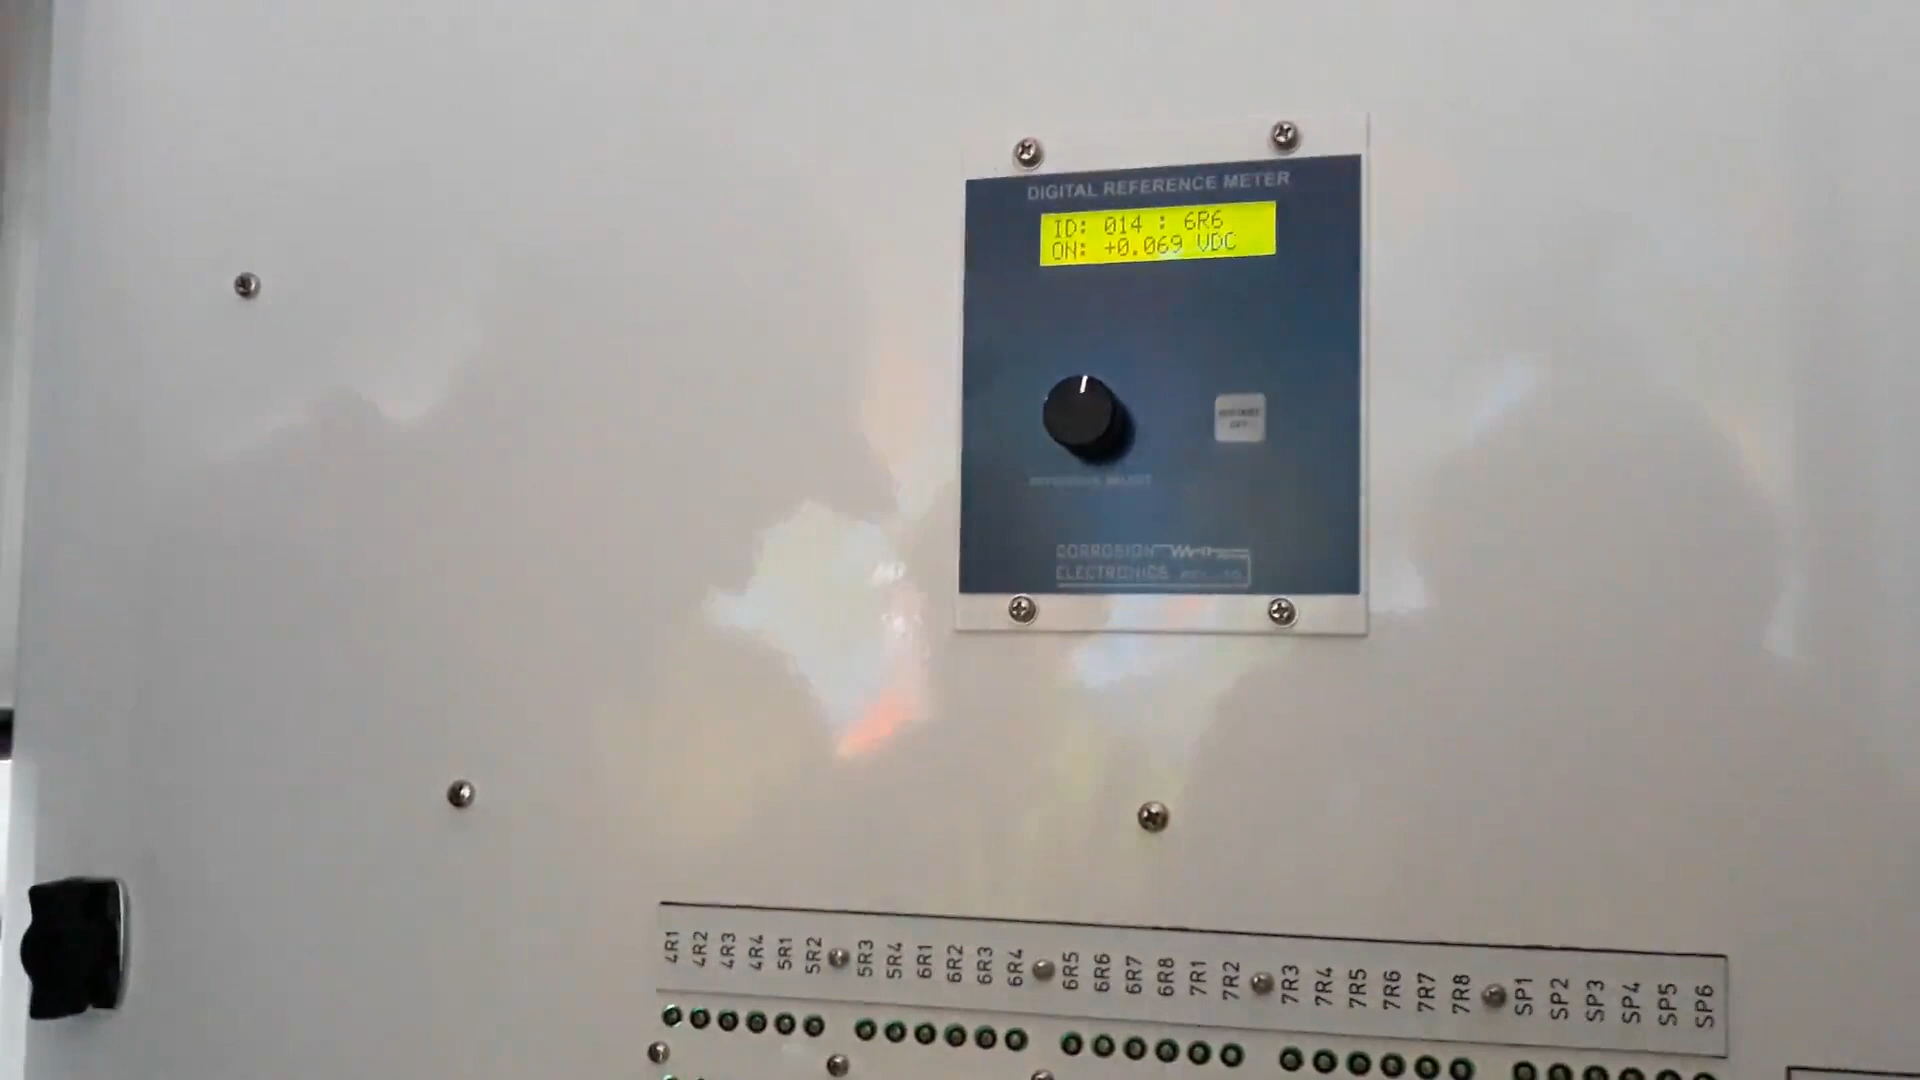 DIGITAL REFERENCE METER
ID: 014 : 6R6
ON: +0.069 VDC
CORROSION
ELECTRONICS
4R1 4R2 4R3 4R4 5R1 5R2 5R3 5R4 6R1 6R2 6R3 6R4 6R5 6R6 6R7 6R8 7R1 7R2 7R3 7R4 7R5 7R6 7R7 7R8 SP1 SP2 SP3 SP4 SP5 SP6